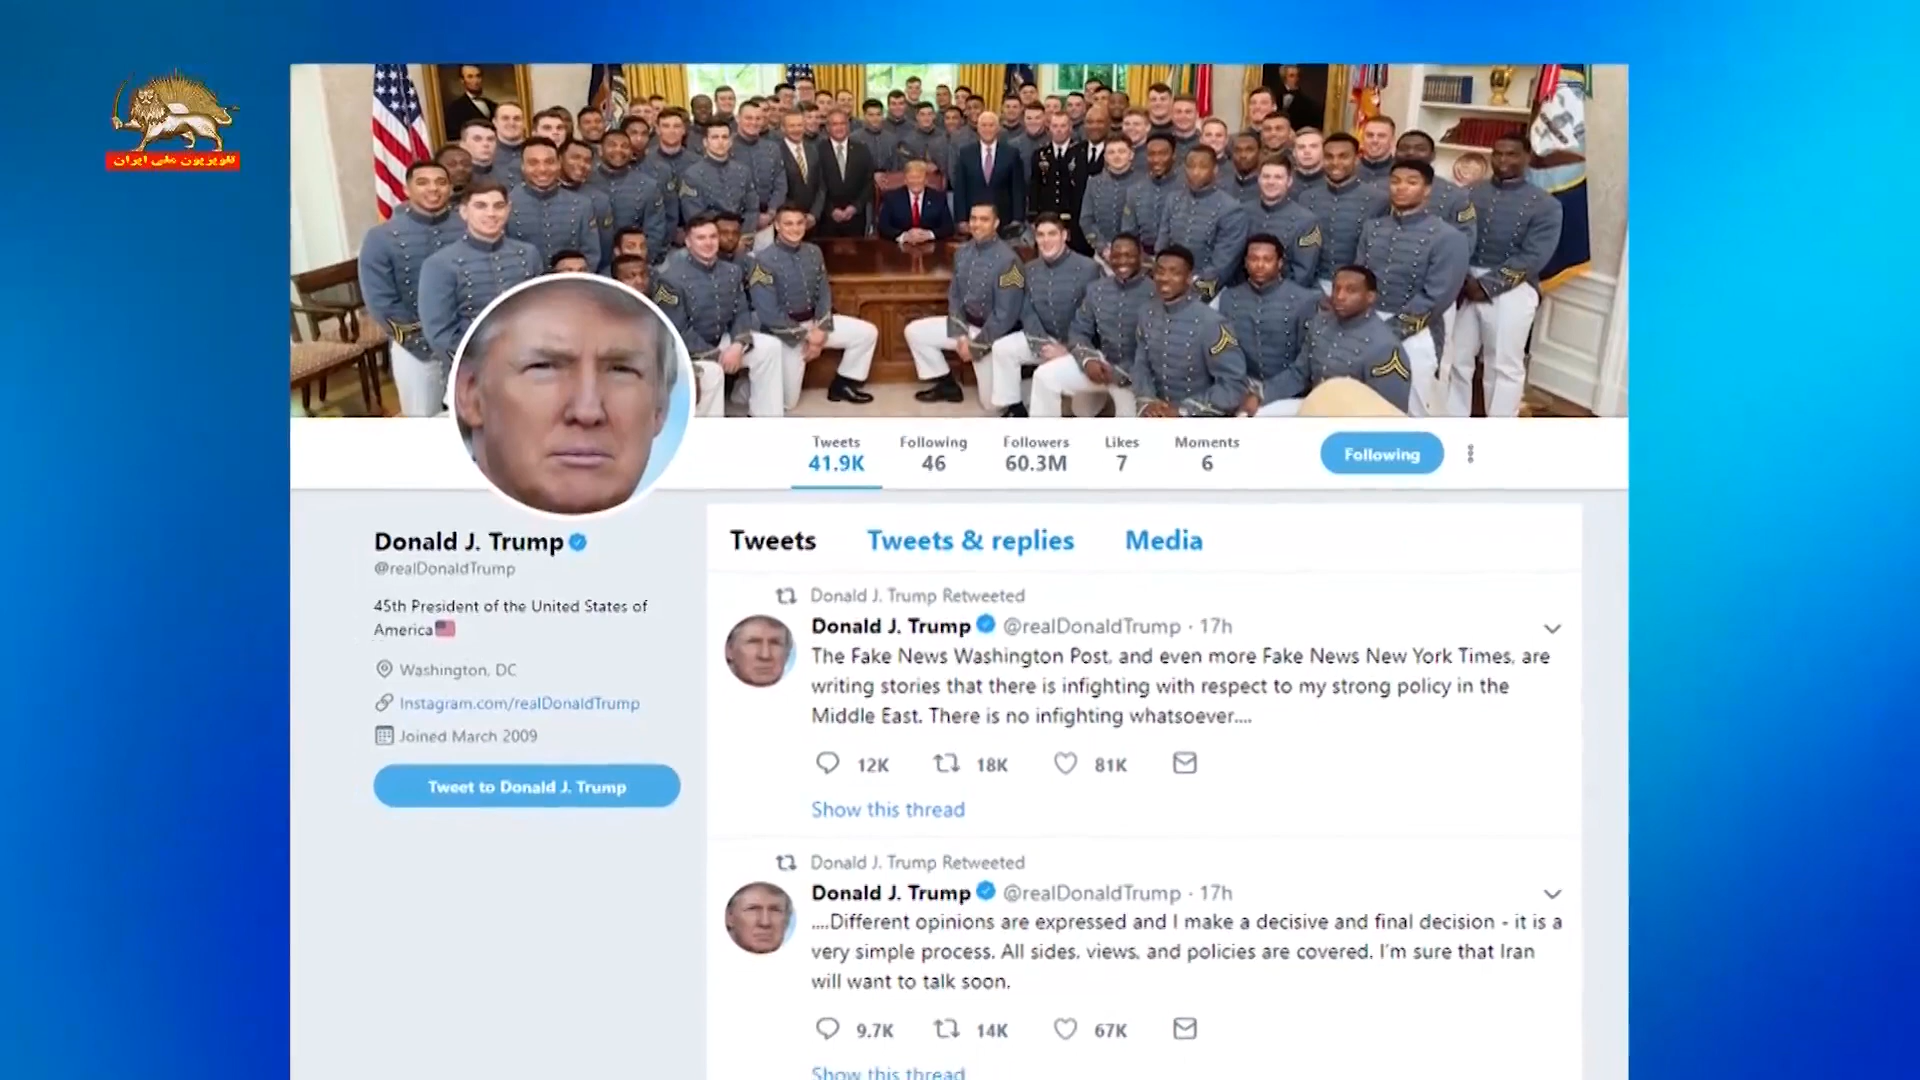 تلویزیون ملی ایران
Tweets
41.9K
Following
46
Followers
60.3M
Likes
7
Moments
6
Following
Donald J. Trump
@realDonaldTrump
45th President of the United States of
America
Washington, DC
Instagram.com/realDonaldTrump
Joined March 2009
Tweet to Donald J. Trump
Tweets Tweets & replies Media
Donald J. Trump Retweeted
Donald J. Trump @realDonaldTrump · 17h
The Fake News Washington Post, and even more Fake News New York Times, are
writing stories that there is infighting with respect to my strong policy in the
Middle East. There is no infighting whatsoever....
12K 18K 81K
Show this thread
Donald J. Trump Retweeted
Donald J. Trump @realDonaldTrump · 17h
....Different opinions are expressed and I make a decisive and final decision - it is a
very simple process. All sides, views, and policies are covered. I'm sure that Iran
will want to talk soon.
9.7K 14K 67K
Show this thread